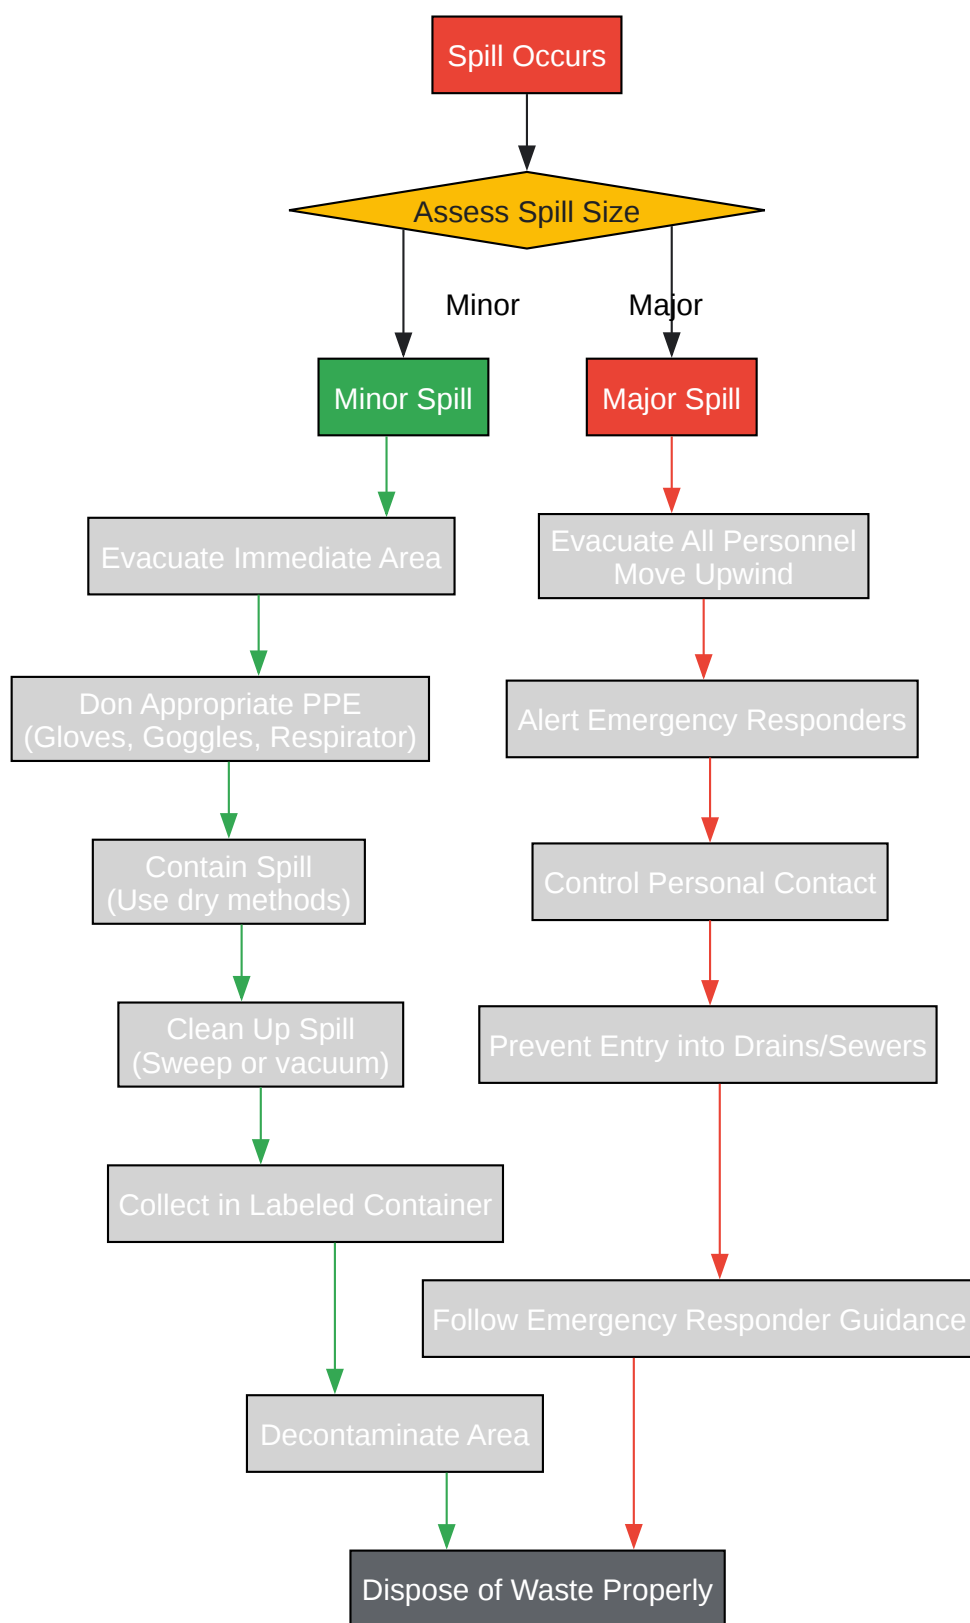 Spill Occurs
Assess Spill Size
Minor
Major
Minor Spill
Major Spill
Evacuate Immediate Area
Evacuate All Personnel
Move Upwind
Don Appropriate PPE
(Gloves, Goggles, Respirator)
Alert Emergency Responders
Contain Spill
(Use dry methods)
Control Personal Contact
Clean Up Spill
(Sweep or vacuum)
Prevent Entry into Drains/Sewers
Collect in Labeled Container
Follow Emergency Responder Guidance
Decontaminate Area
Dispose of Waste Properly